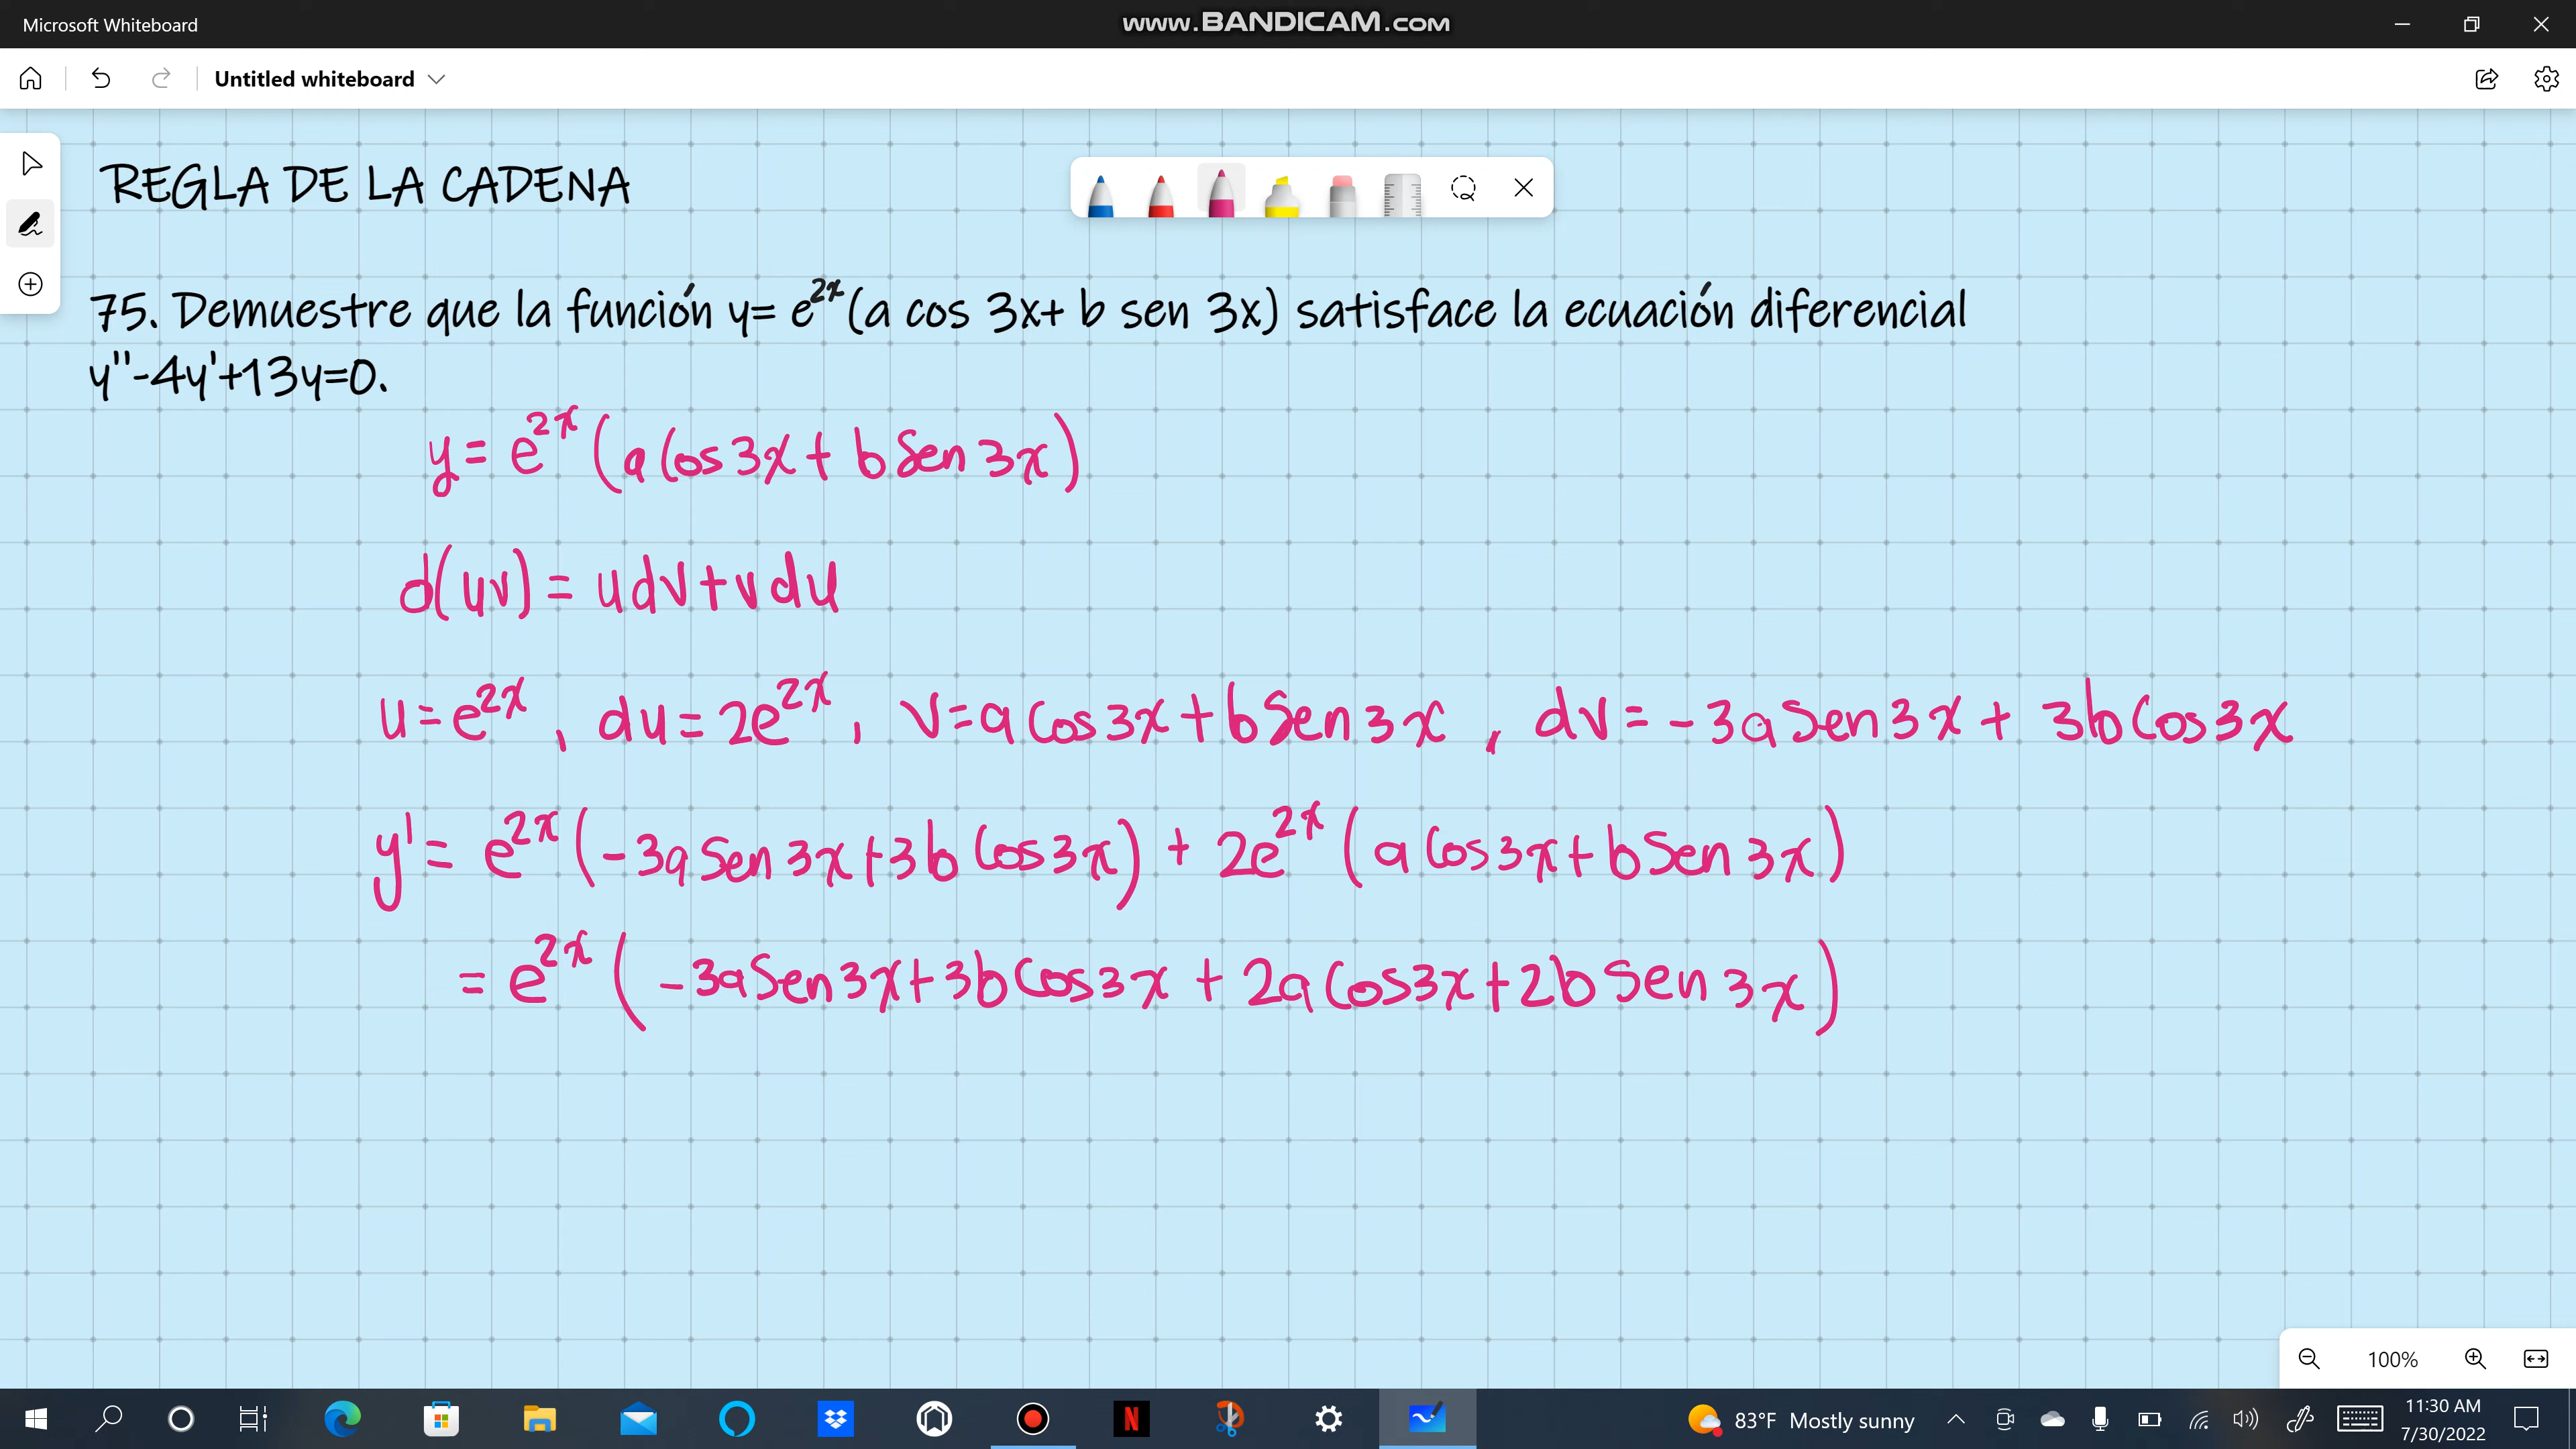 Microsoft Whiteboard
www.BANDICAM.com
Untitled whiteboard
REGLA DE LA CADENA
75. Demuestre que la función y= e^2x (a cos 3x+ b sen 3x) satisface la ecuación diferencial
y''-4y'+13y=0.
y = e^2x (a Cos 3x + b Sen 3x)
d(uv) = u dv + v du
u = e^2x , du = 2e^2x , v = a Cos 3x + b Sen 3x , dv = -3a Sen 3x + 3b Cos 3x
y' = e^2x (-3a Sen 3x + 3b Cos 3x) + 2e^2x (a Cos 3x + b Sen 3x)
= e^2x (-3a Sen 3x + 3b Cos 3x + 2a Cos 3x + 2b Sen 3x)
100%
83°F Mostly sunny
11:30 AM
7/30/2022